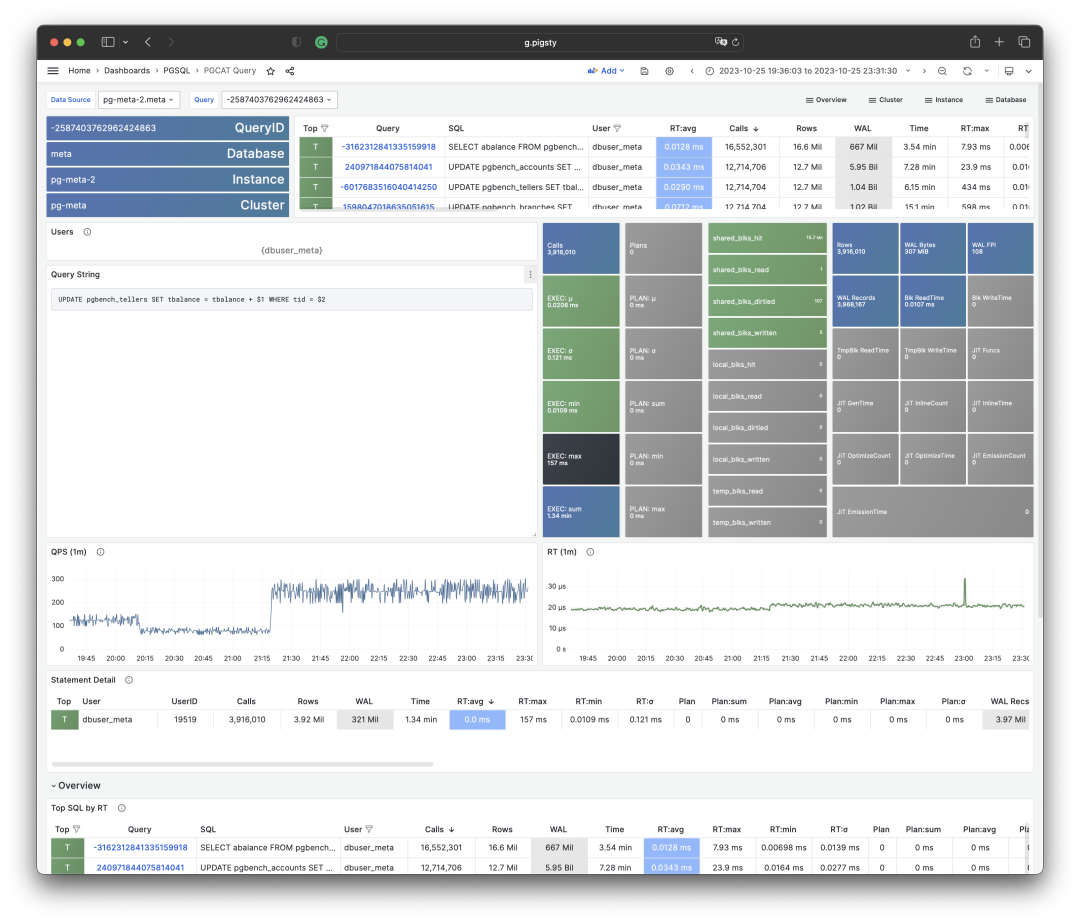 g.pigsty
Home › Dashboards › PGSQL › PGCAT Query
Add
2023-10-25 19:36:03 to 2023-10-25 23:31:30
Data Source pg-meta-2.meta Query -2587403762962424863 Overview Cluster Instance Database
-2587403762962424863 QueryID
meta Database
pg-meta-2 Instance
pg-meta Cluster
Top Query SQL User RT:avg Calls ↓ Rows WAL Time RT:max RT
T -3162312841335159918 SELECT abalance FROM pgbench... dbuser_meta 0.0128 ms 16,552,301 16.6 Mil 667 Mil 3.54 min 7.93 ms 0.006
T 240971844075814041 UPDATE pgbench_accounts SET ... dbuser_meta 0.0343 ms 12,714,706 12.7 Mil 5.95 Bil 7.28 min 23.9 ms 0.01
T -6017683516040414250 UPDATE pgbench_tellers SET tbal... dbuser_meta 0.0290 ms 12,714,704 12.7 Mil 1.04 Bil 6.15 min 434 ms 0.01
T 1598047018635051615 UPDATE pgbench_branches SET dbuser_meta 0.0712 ms 12,714,704 12.7 Mil 1.02 Bil 15.1 min 598 ms 0.01
Users
{dbuser_meta}
Query String
UPDATE pgbench_tellers SET tbalance = tbalance + $1 WHERE tid = $2
Calls
3,916,010
EXEC: μ
0.0206 ms
EXEC: σ
0.121 ms
EXEC: min
0.0109 ms
EXEC: max
157 ms
EXEC: sum
1.34 min
Plans
0
PLAN: μ
0 ms
PLAN: σ
0 ms
PLAN: sum
0 ms
PLAN: min
0 ms
PLAN: max
0 ms
shared_blks_hit 15.7 Mil
shared_blks_read 1
shared_blks_dirtied 107
shared_blks_written 5
local_blks_hit 0
local_blks_read 0
local_blks_dirtied 0
local_blks_written 0
temp_blks_read 0
temp_blks_written 0
Rows
3,916,010
WAL Bytes
307 MiB
WAL FPI
108
WAL Records
3,968,167
Blk ReadTime
0.0107 ms
Blk WriteTime
0
TmpBlk ReadTime
0
TmpBlk WriteTime
0
JIT Funcs
0
JIT GenTime
0
JIT InlineCount
0
JIT InlineTime
0
JIT OptimizeCount
0
JIT OptimizeTime
0
JIT EmissionCount
0
JIT EmissionTime 0
QPS (1m)
300
200
100
0
19:45 20:00 20:15 20:30 20:45 21:00 21:15 21:30 21:45 22:00 22:15 22:30 22:45 23:00 23:15 23:30
RT (1m)
30 μs
20 μs
10 μs
0 s
19:45 20:00 20:15 20:30 20:45 21:00 21:15 21:30 21:45 22:00 22:15 22:30 22:45 23:00 23:15 23:30
Statement Detail
Top User UserID Calls Rows WAL Time RT:avg ↓ RT:max RT:min RT:σ Plan Plan:sum Plan:avg Plan:min Plan:max Plan:σ WAL Recs
T dbuser_meta 19519 3,916,010 3.92 Mil 321 Mil 1.34 min 0.0 ms 157 ms 0.0109 ms 0.121 ms 0 0 ms 0 ms 0 ms 0 ms 0 ms 3.97 Mil
Overview
Top SQL by RT
Top Query SQL User Calls ↓ Rows WAL Time RT:avg RT:max RT:min RT:σ Plan Plan:sum Plan:avg Pla
T -3162312841335159918 SELECT abalance FROM pgbench... dbuser_meta 16,552,301 16.6 Mil 667 Mil 3.54 min 0.0128 ms 7.93 ms 0.00698 ms 0.0139 ms 0 0 ms 0 ms
T 240971844075814041 UPDATE pgbench_accounts SET ... dbuser_meta 12,714,706 12.7 Mil 5.95 Bil 7.28 min 0.0343 ms 23.9 ms 0.0164 ms 0.0277 ms 0 0 ms 0 ms